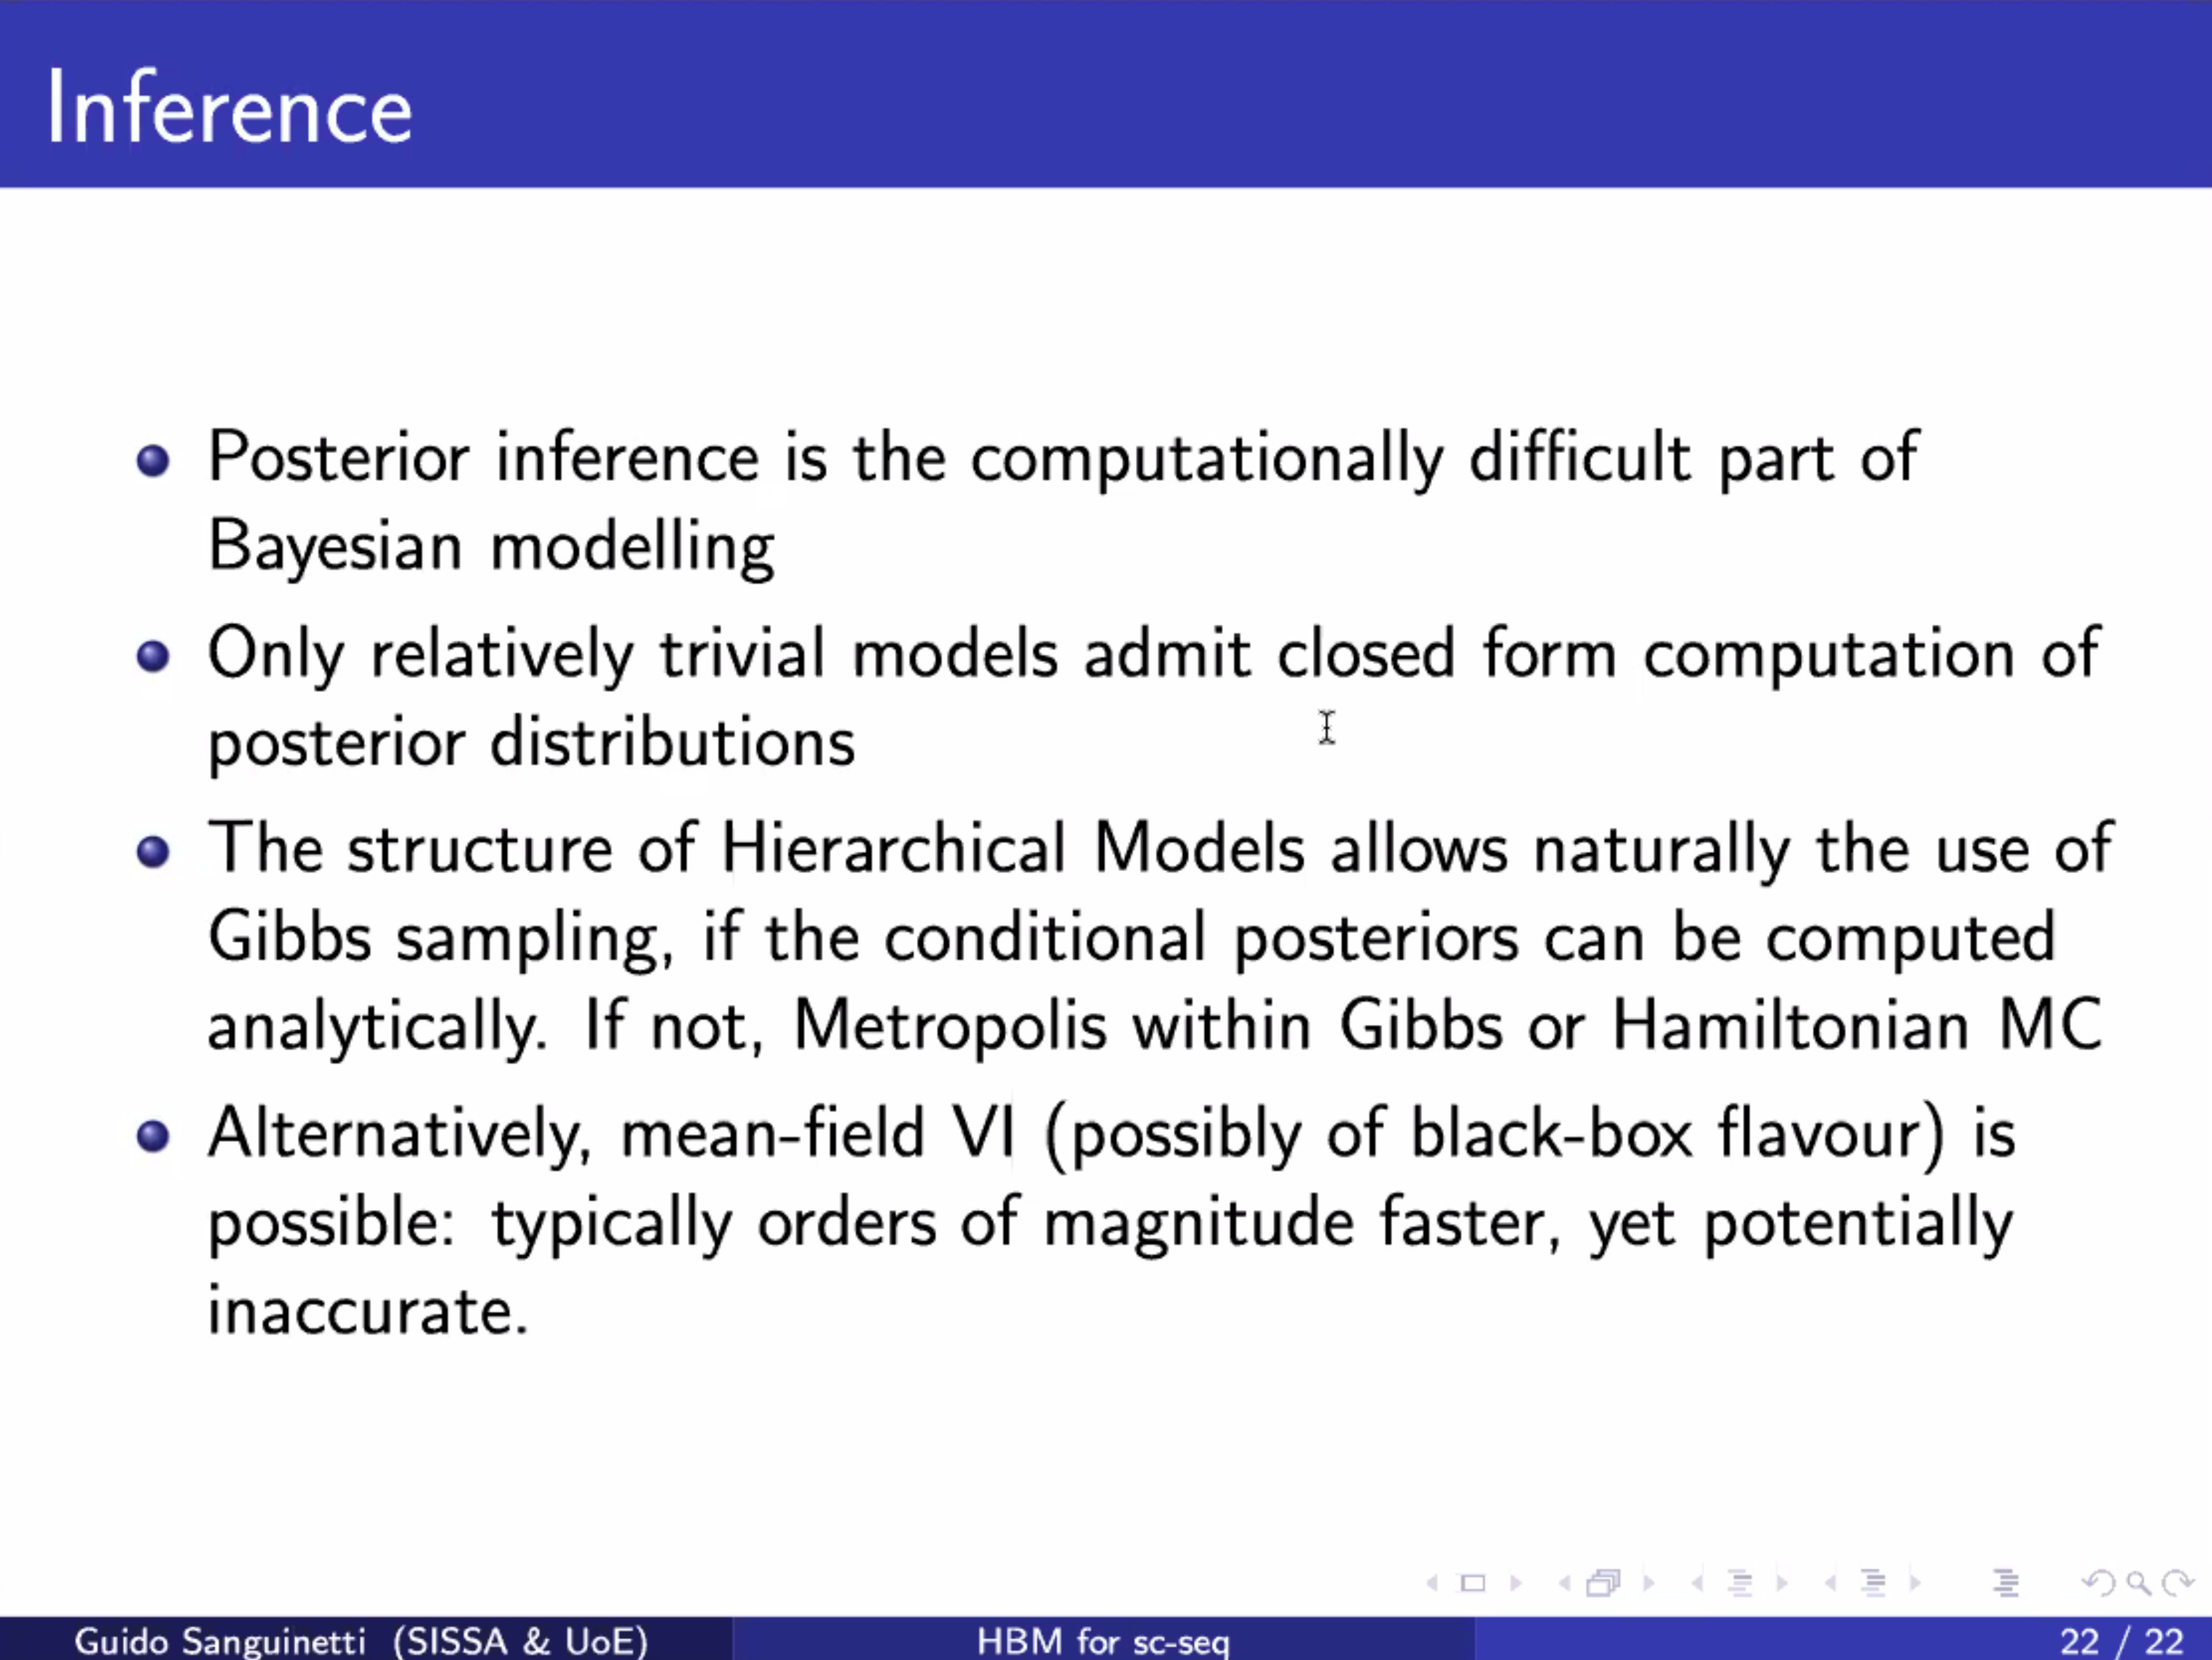 Inference
Posterior inference is the computationally difficult part of
Bayesian modelling
Only relatively trivial models admit closed form computation of
posterior distributions
The structure of Hierarchical Models allows naturally the use of
Gibbs sampling, if the conditional posteriors can be computed
analytically. If not, Metropolis within Gibbs or Hamiltonian MC
Alternatively, mean-field VI (possibly of black-box flavour) is
possible: typically orders of magnitude faster, yet potentially
inaccurate.
Guido Sanguinetti (SISSA & UoE)
HBM for sc-seq
22 / 22